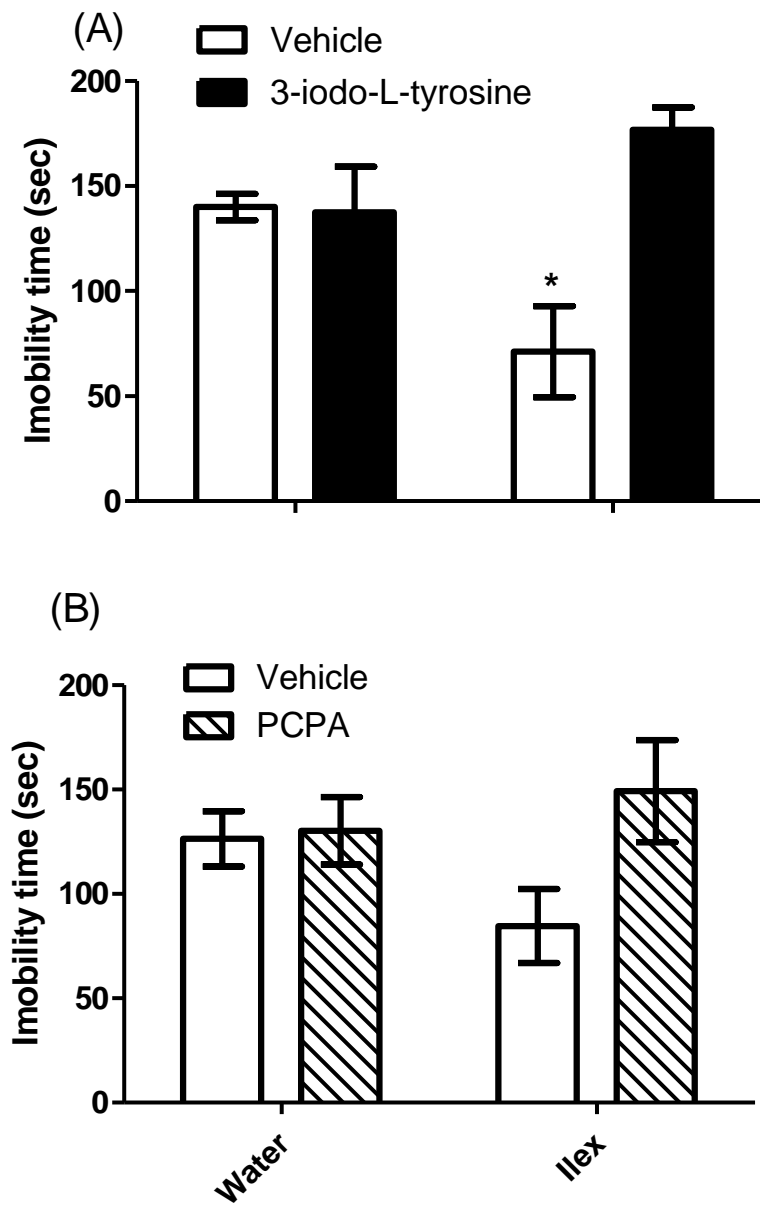 (A)
Vehicle
3-iodo-L-tyrosine
200
150
100
50
0
Imobility time (sec)
*
(B)
Vehicle
PCPA
200
150
100
50
0
Imobility time (sec)
Water
Ilex